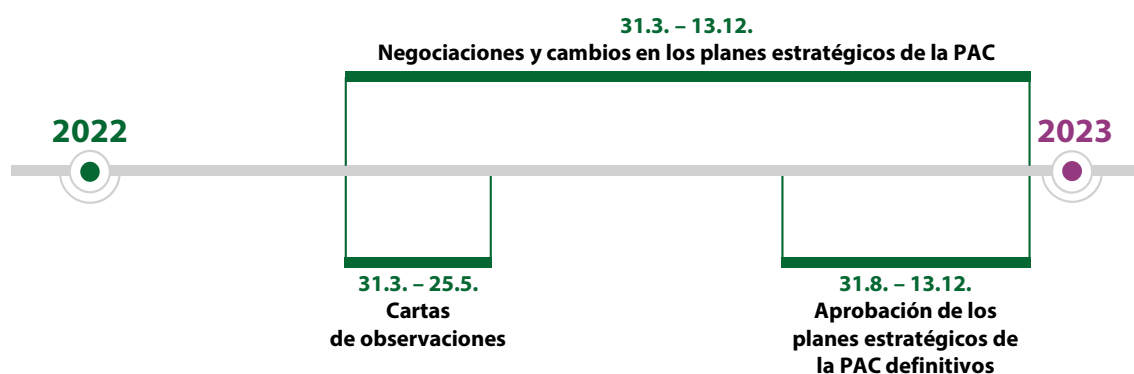 31.3. – 13.12.
Negociaciones y cambios en los planes estratégicos de la PAC
2022
2023
31.3. – 25.5.
Cartas
de observaciones
31.8. – 13.12.
Aprobación de los
planes estratégicos de
la PAC definitivos